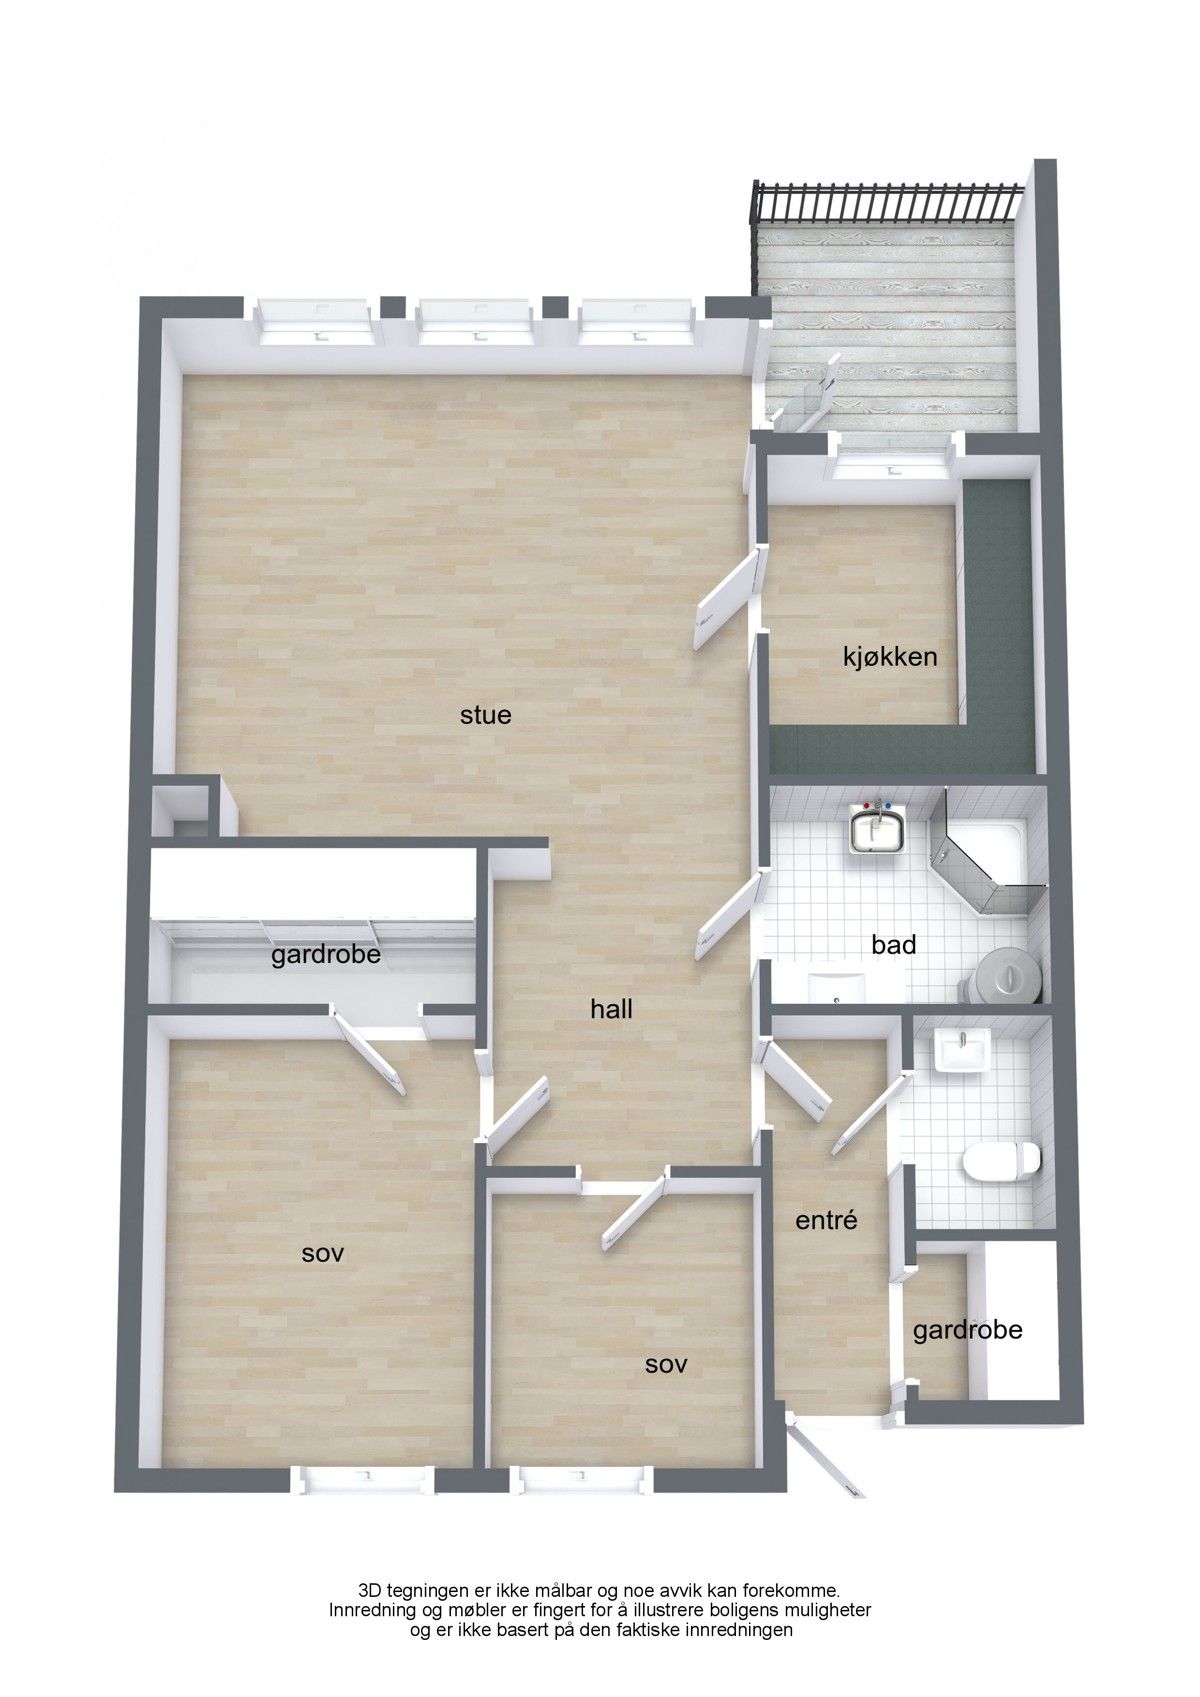 kjøkken
stue
bad
gardrobe
hall
entré
sov
gardrobe
sov
3D tegningen er ikke målbar og noe avvik kan forekomme.
Innredning og møbler er fingert for å illustrere boligens muligheter
og er ikke basert på den faktiske innredningen